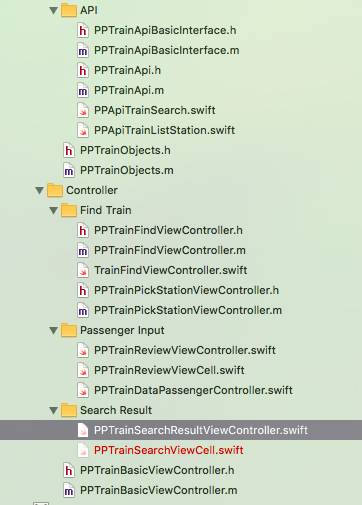 API
PPTrainApiBasicInterface.h
PPTrainApiBasicInterface.m
PPTrainApi.h
PPTrainApi.m
PPApiTrainSearch.swift
PPApiTrainListStation.swift
PPTrainObjects.h
PPTrainObjects.m
Controller
Find Train
PPTrainFindViewController.h
PPTrainFindViewController.m
TrainFindViewController.swift
PPTrainPickStationViewController.h
PPTrainPickStationViewController.m
Passenger Input
PPTrainReviewViewController.swift
PPTrainReviewViewCell.swift
PPTrainDataPassengerController.swift
Search Result
PPTrainSearchResultViewController.swift
PPTrainSearchViewCell.swift
PPTrainBasicViewController.h
PPTrainBasicViewController.m